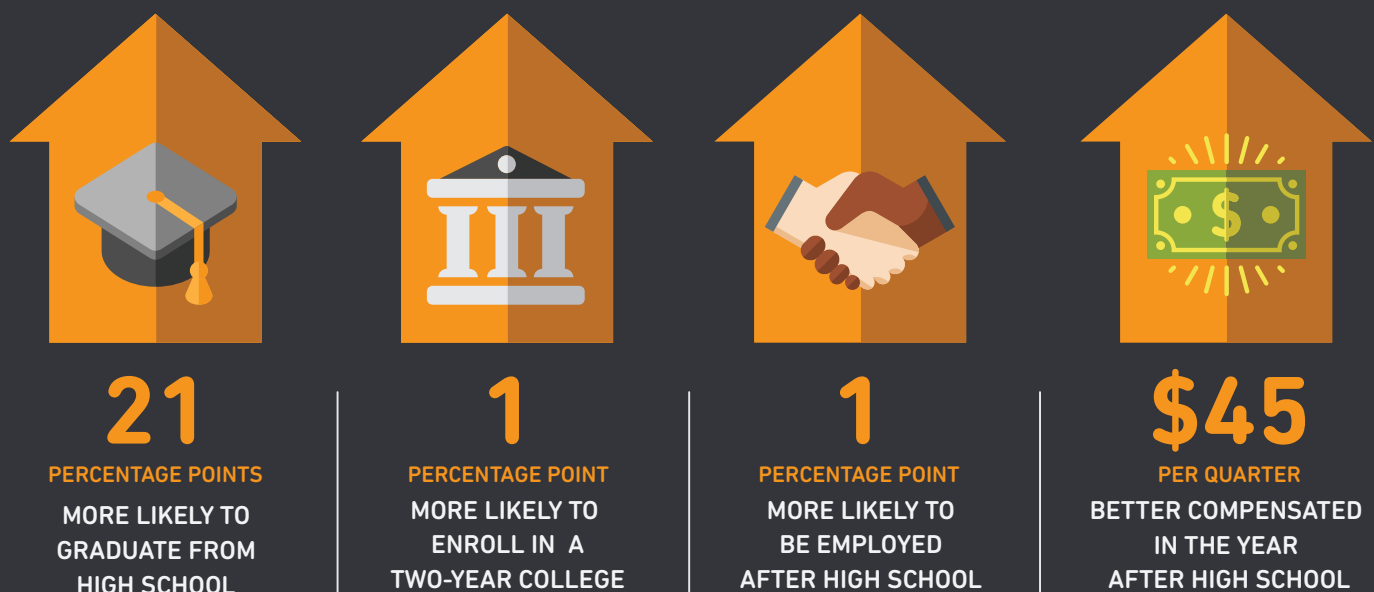 21
PERCENTAGE POINTS
MORE LIKELY TO
GRADUATE FROM
HIGH SCHOOL
1
PERCENTAGE POINT
MORE LIKELY TO
ENROLL IN A
TWO-YEAR COLLEGE
1
PERCENTAGE POINT
MORE LIKELY TO
BE EMPLOYED
AFTER HIGH SCHOOL
$
$45
PER QUARTER
BETTER COMPENSATED
IN THE YEAR
AFTER HIGH SCHOOL